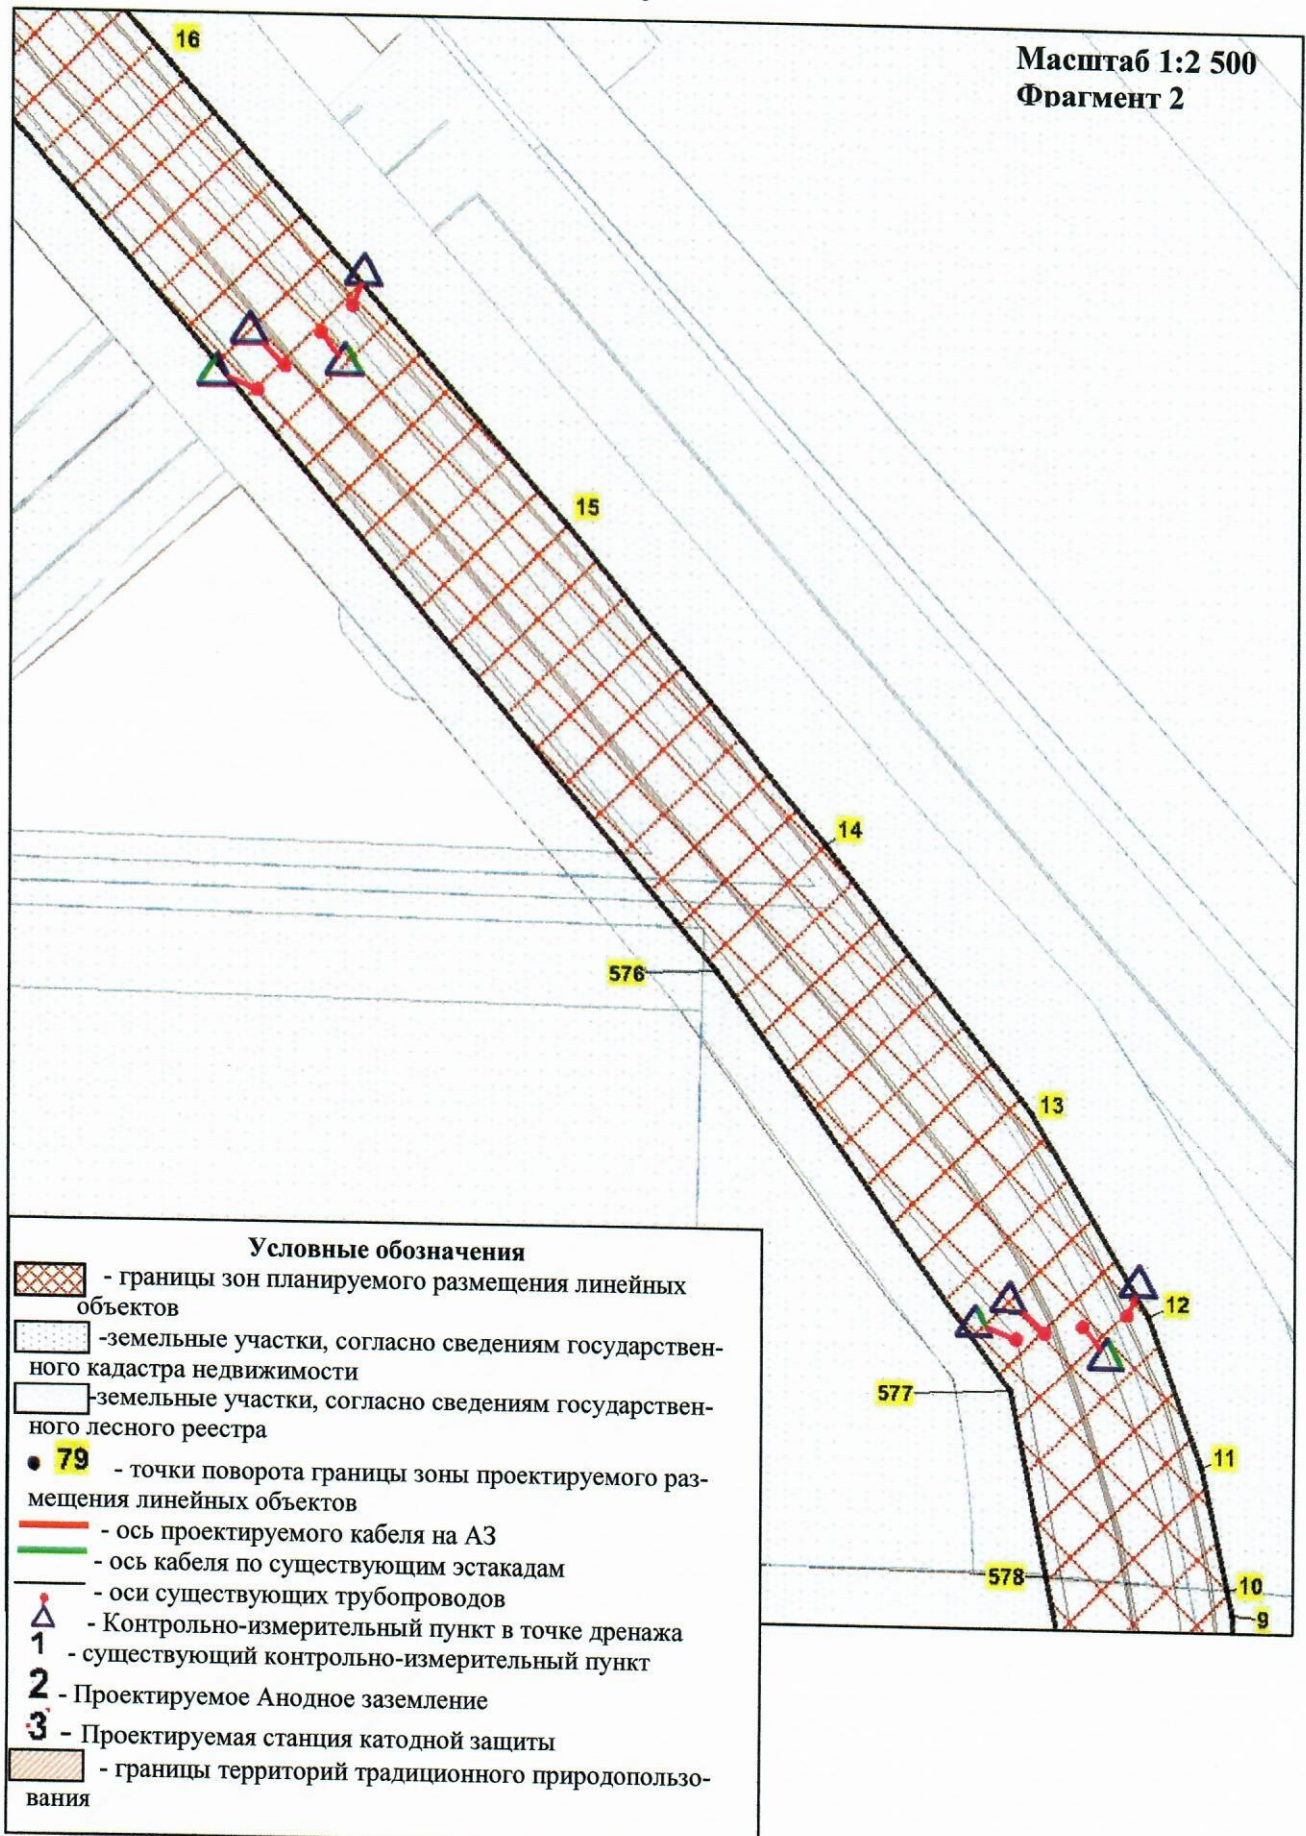 16
Масштаб 1:2 500
Фрагмент 2
15
14
576
13
12
577
11
578
10
9
Условные обозначения
- границы зон планируемого размещения линейных
объектов
-земельные участки, согласно сведениям государствен-
ного кадастра недвижимости
-земельные участки, согласно сведениям государствен-
ного лесного реестра
79 - точки поворота границы зоны проектируемого раз-
мещения линейных объектов
- ось проектируемого кабеля на АЗ
- ось кабеля по существующим эстакадам
- оси существующих трубопроводов
- Контрольно-измерительный пункт в точке дренажа
1 - существующий контрольно-измерительный пункт
2 - Проектируемое Анодное заземление
3 - Проектируемая станция катодной защиты
- границы территорий традиционного природопользо-
вания